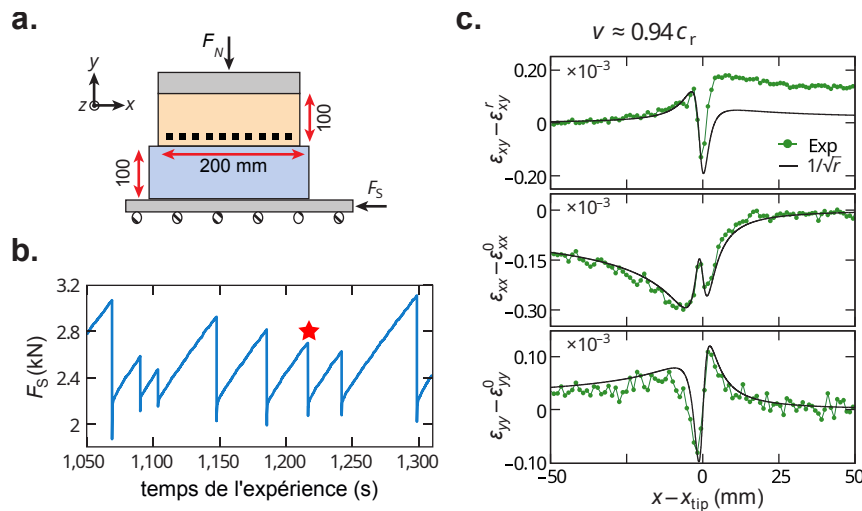 a.
F_N
y
z
x
100
200 mm
100
F_S
b.
3.2
2.8
2.4
2
F_S (kN)
1,050 1,100 1,150 1,200 1,250 1,300
temps de l'expérience (s)
c.
v ≈ 0.94 c_r
0.20 ×10⁻³
0
−0.20
ε_xy − ε^r_xy
Exp
1/√r
−0 ×10⁻³
−0.15
−0.30
ε_xx − ε^0_xx
×10⁻³
0.10
0
−0.10
ε_yy − ε^0_yy
−50 −25 0 25 50
x − x_tip (mm)